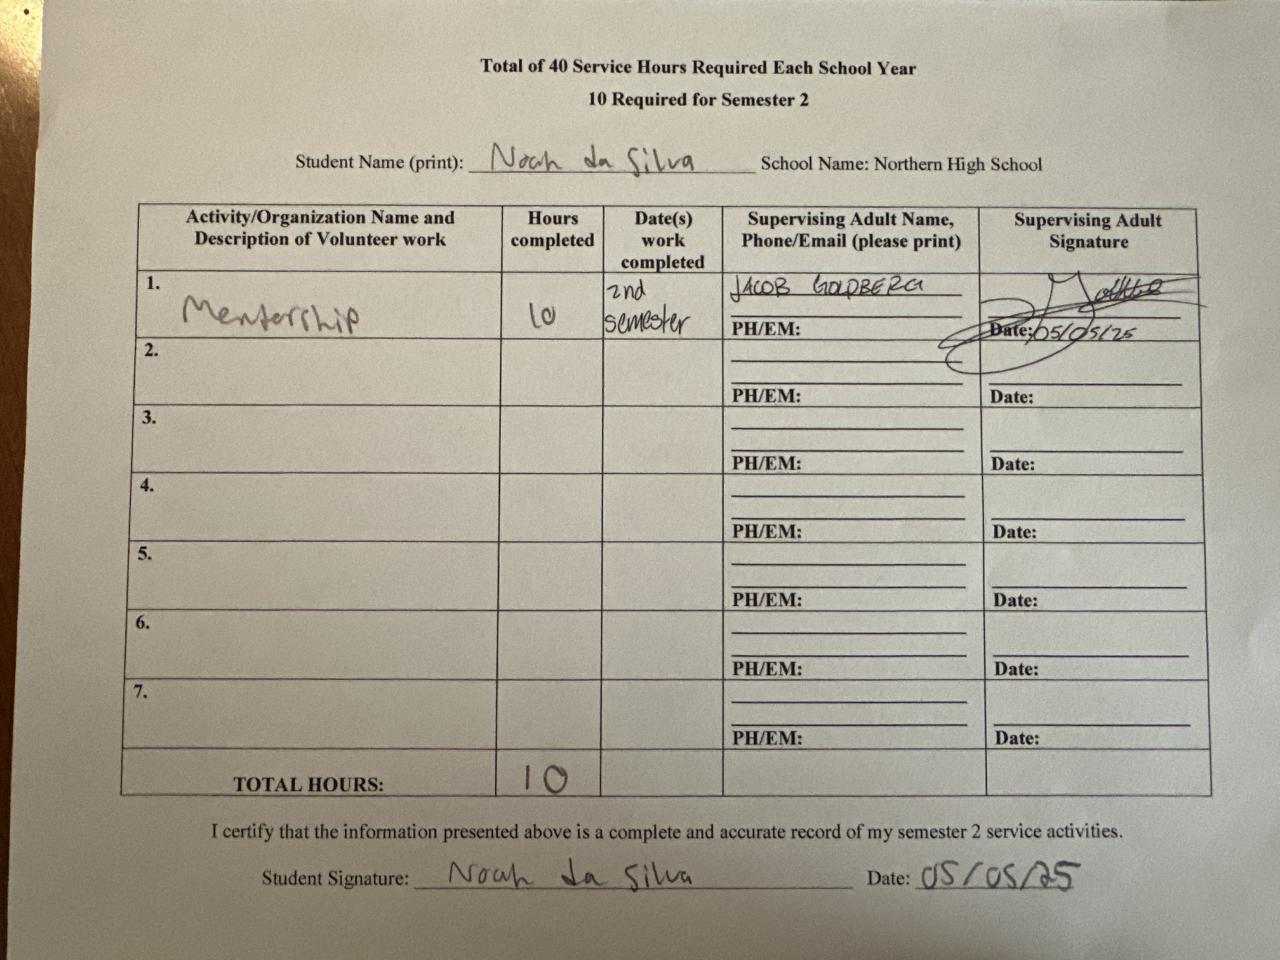 Total of 40 Service Hours Required Each School Year
10 Required for Semester 2
Student Name (print): Noah da Silva School Name: Northern High School
Activity/Organization Name and Description of Volunteer work
Hours completed
Date(s) work completed
Supervising Adult Name, Phone/Email (please print)
Supervising Adult Signature
1.
Mentorship
10
2nd semester
JACOB GOLDBERG
PH/EM:
Date: 05/05/25
2.
PH/EM:
Date:
3.
PH/EM:
Date:
4.
PH/EM:
Date:
5.
PH/EM:
Date:
6.
PH/EM:
Date:
7.
PH/EM:
Date:
TOTAL HOURS: 10
I certify that the information presented above is a complete and accurate record of my semester 2 service activities.
Student Signature: Noah da Silva Date: 05/05/25